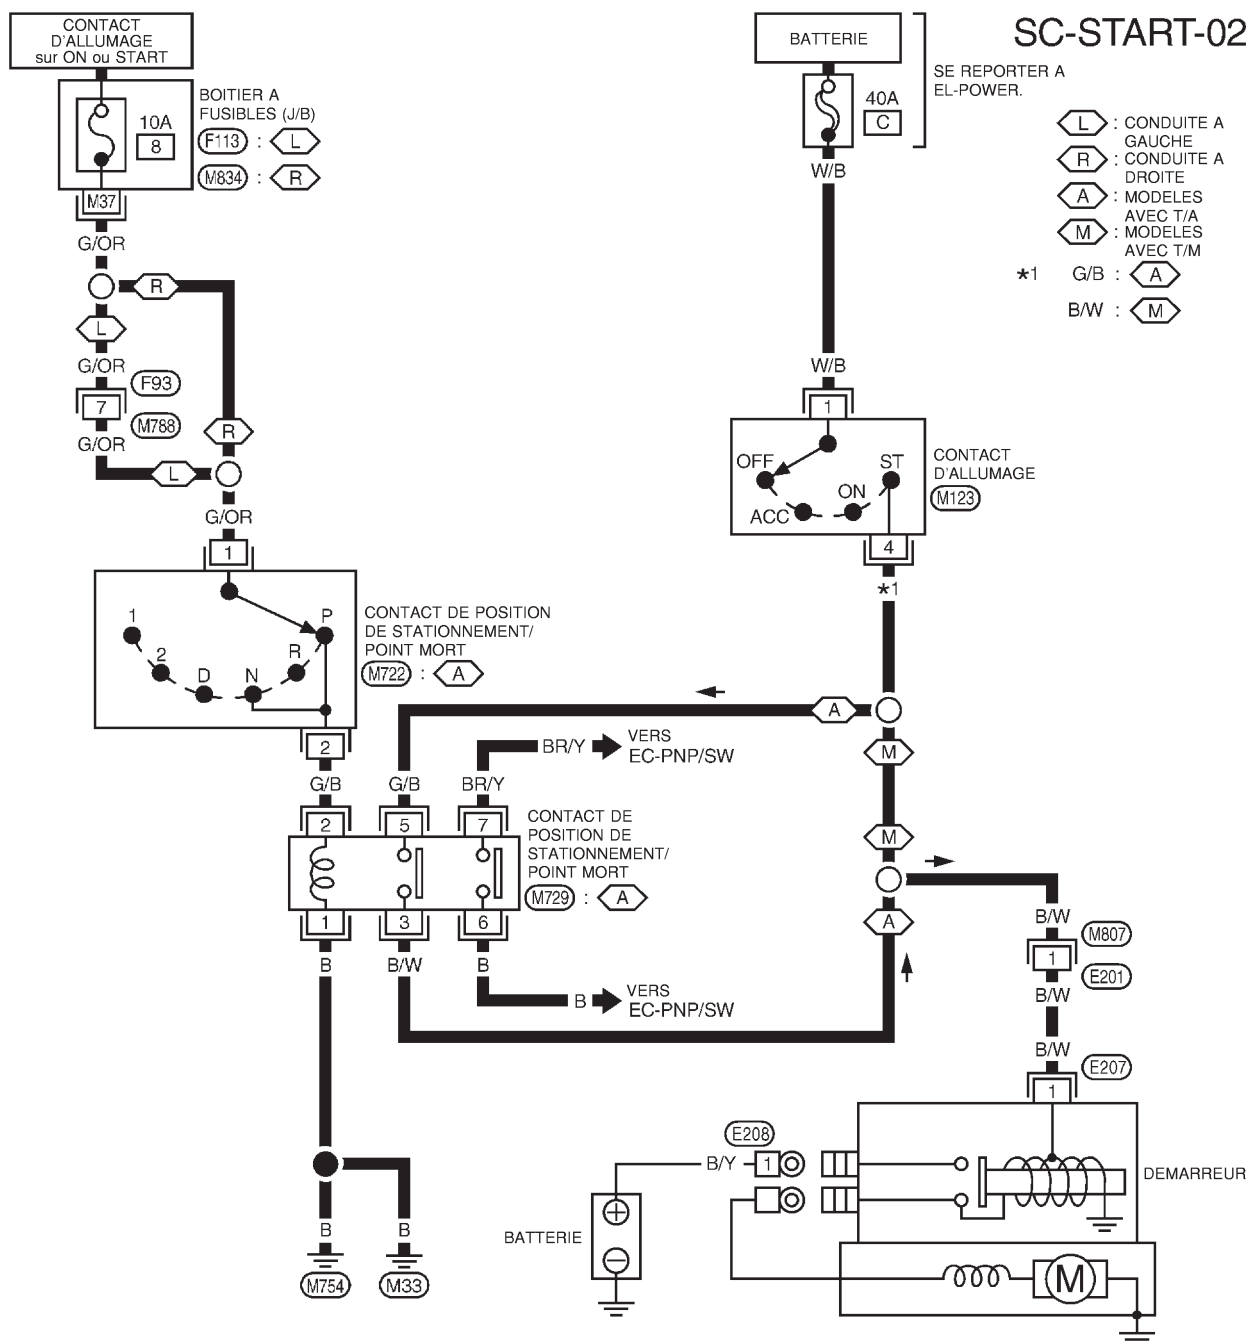 SC-START-02
CONTACT
D'ALLUMAGE
sur ON ou START
BOITIER A
FUSIBLES (J/B)
10A
8
F113 : L
M834 : R
M37
G/OR
R
L
G/OR
F93
7
M788
G/OR
R
L
G/OR
1
1
2
D
N
R
P
CONTACT DE POSITION
DE STATIONNEMENT/
POINT MORT
M722 : A
2
G/B
BATTERIE
SE REPORTER A
EL-POWER.
40A
C
W/B
W/B
1
OFF
ACC
ON
ST
CONTACT
D'ALLUMAGE
M123
4
*1
L : CONDUITE A
GAUCHE
R : CONDUITE A
DROITE
A : MODELES
AVEC T/A
M : MODELES
AVEC T/M
*1 G/B : A
B/W : M
A
M
M
A
BR/Y
VERS
EC-PNP/SW
G/B
BR/Y
2
5
7
CONTACT DE
POSITION DE
STATIONNEMENT/
POINT MORT
M729 : A
1
3
6
B
B/W
B
B
VERS
EC-PNP/SW
B/W
M807
1
E201
B/W
B/W
E207
1
E208
B/Y
1
DEMARREUR
BATTERIE
M
B
B
M754
M33